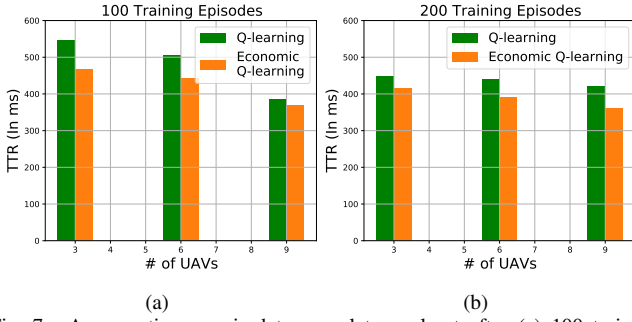 100 Training Episodes
600
500
400
300
200
100
0
TTR (In ms)
3 4 5 6 7 8 9
# of UAVs
Q-learning
Economic
Q-learning
(a)
200 Training Episodes
600
500
400
300
200
100
0
TTR (In ms)
3 4 5 6 7 8 9
# of UAVs
Q-learning
Economic Q-learning
(b)